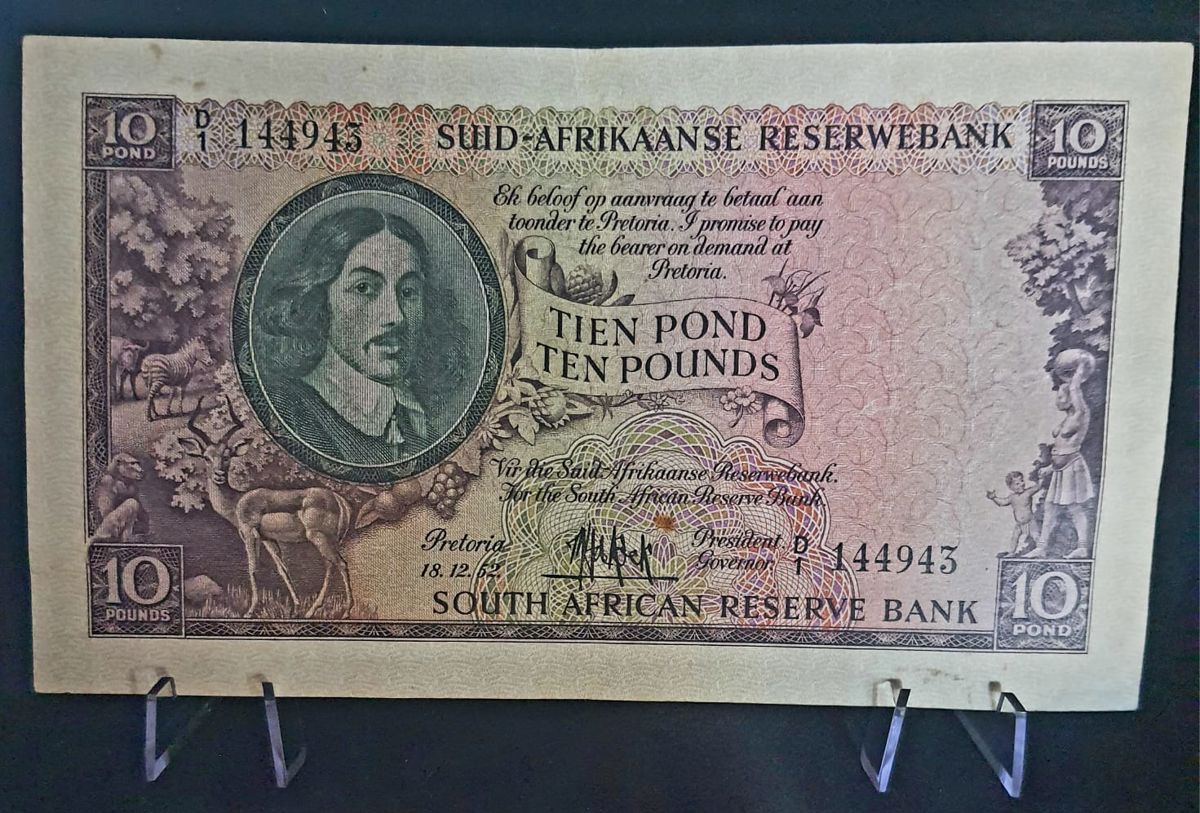 10 POND
D/1 144943
SUID-AFRIKAANSE RESERWEBANK
10 POUNDS
Ek beloof op aanvraag te betaal aan
toonder te Pretoria. I promise to pay
the bearer on demand at
Pretoria.
TIEN POND
TEN POUNDS
Vir die Suid-Afrikaanse Reserwebank.
For the South African Reserve Bank.
Pretoria
18.12.52.
President.
Governor.
D/1 144943
10 POUNDS
SOUTH AFRICAN RESERVE BANK
10 POND